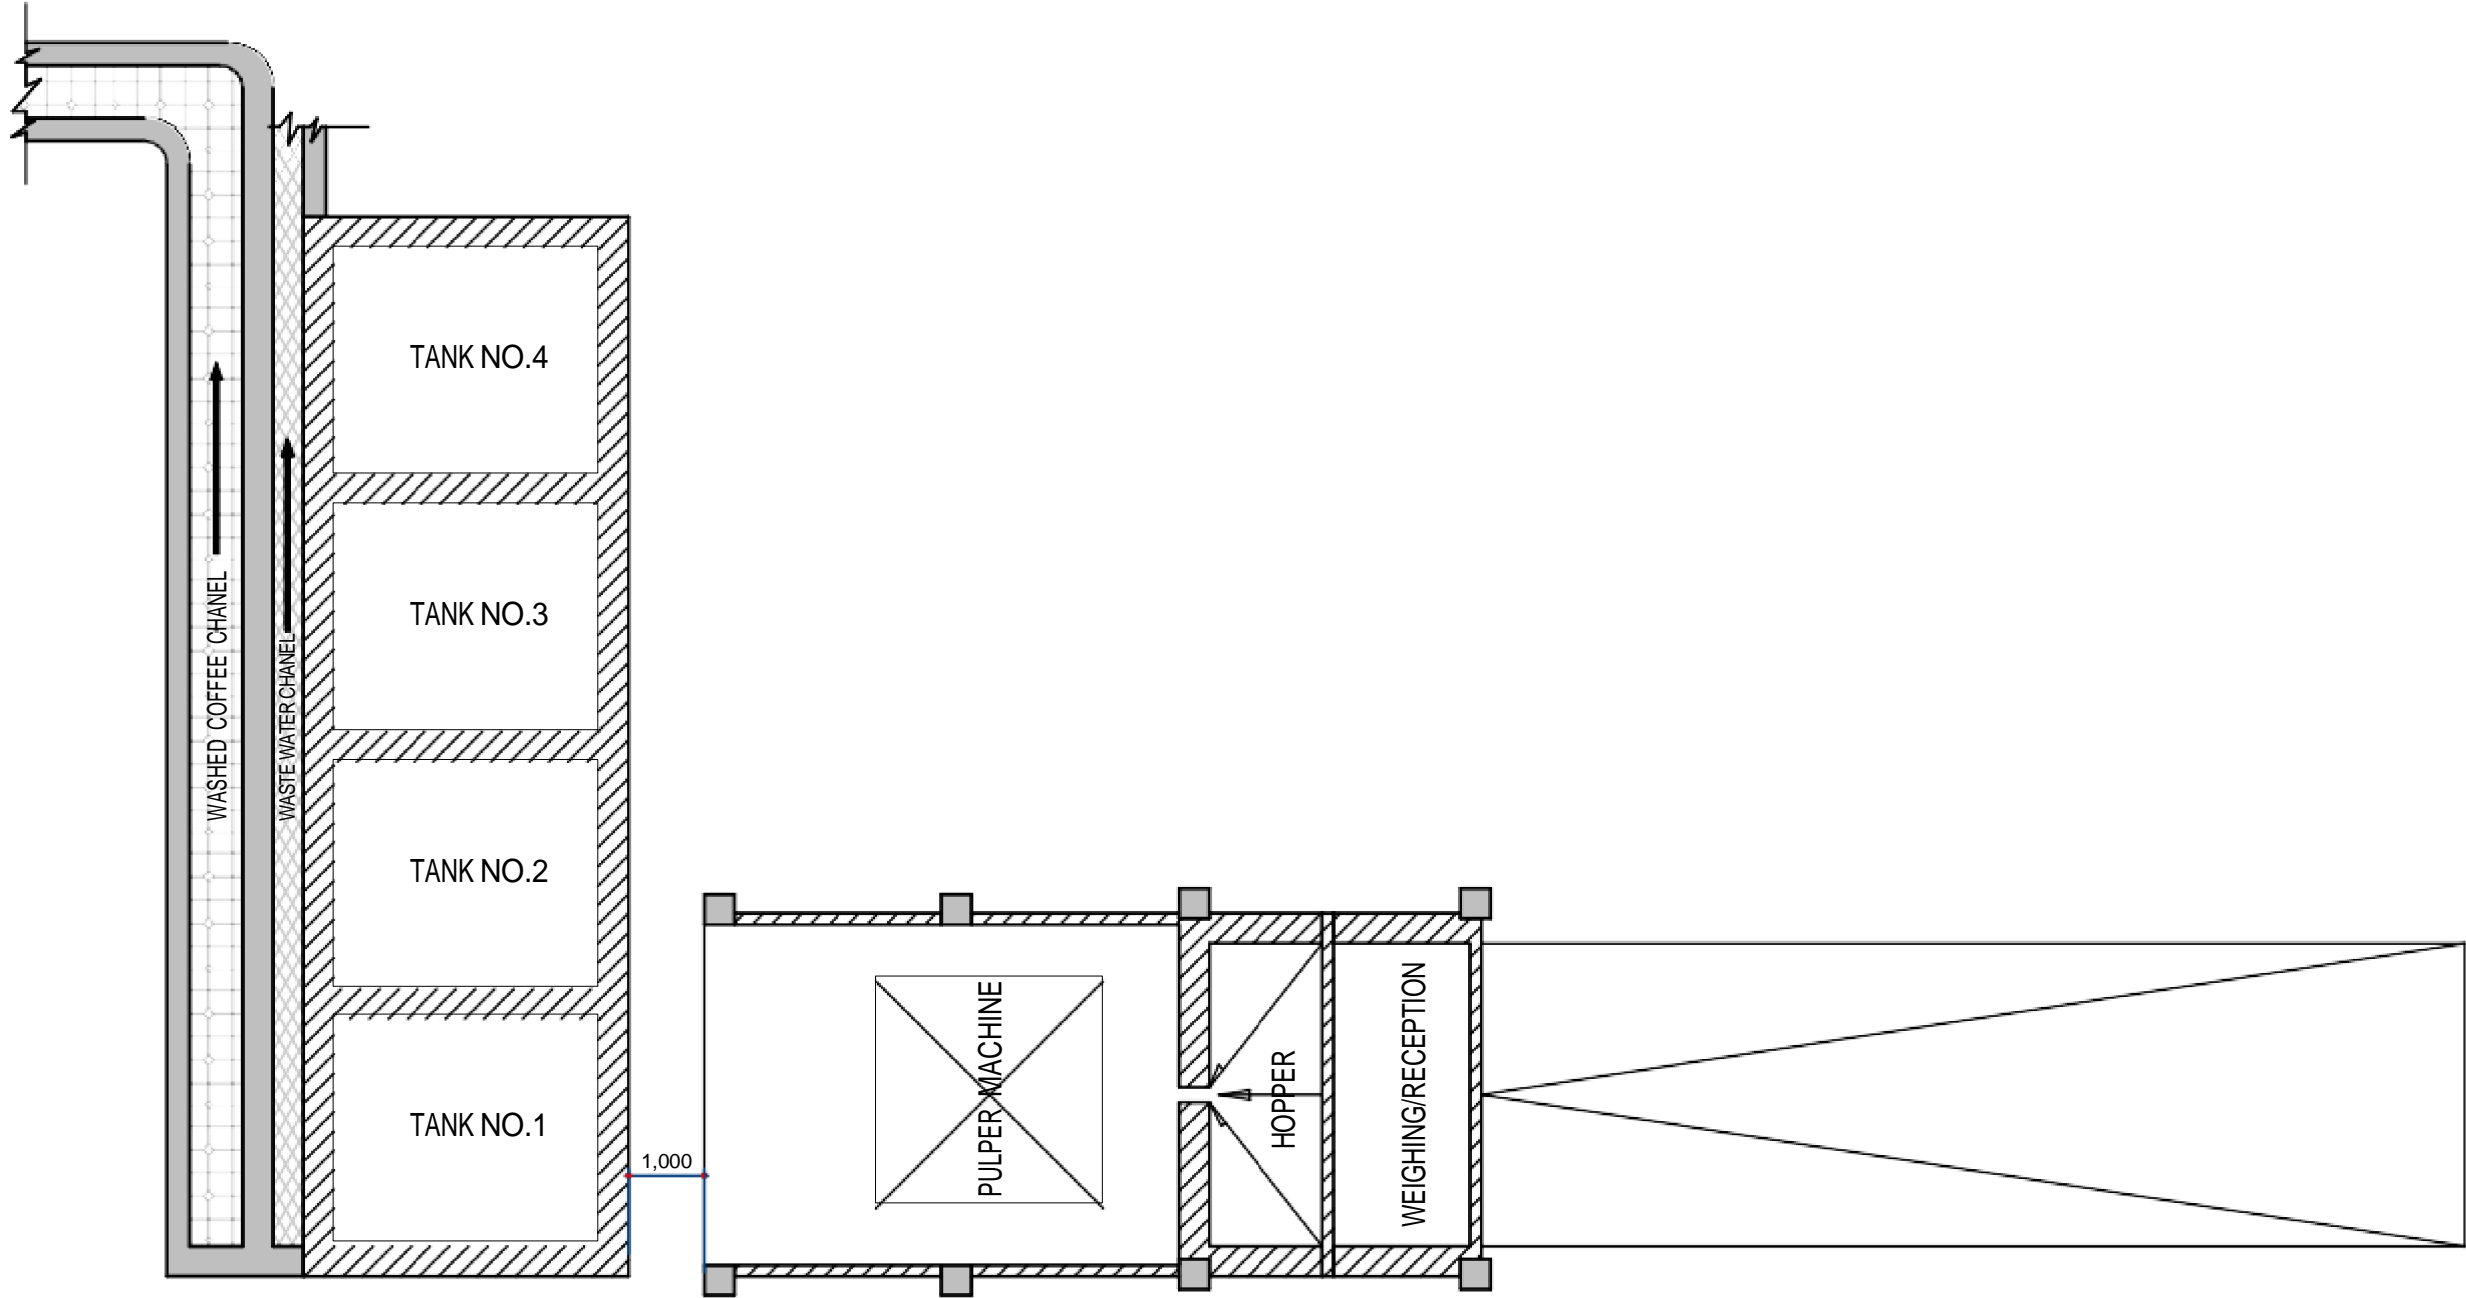 TANK NO.4
TANK NO.3
TANK NO.2
TANK NO.1
WASHED COFFEE CHANEL
WASTE WATER CHANEL
1,000
PULPER MACHINE
HOPPER
WEIGHING/RECEPTION